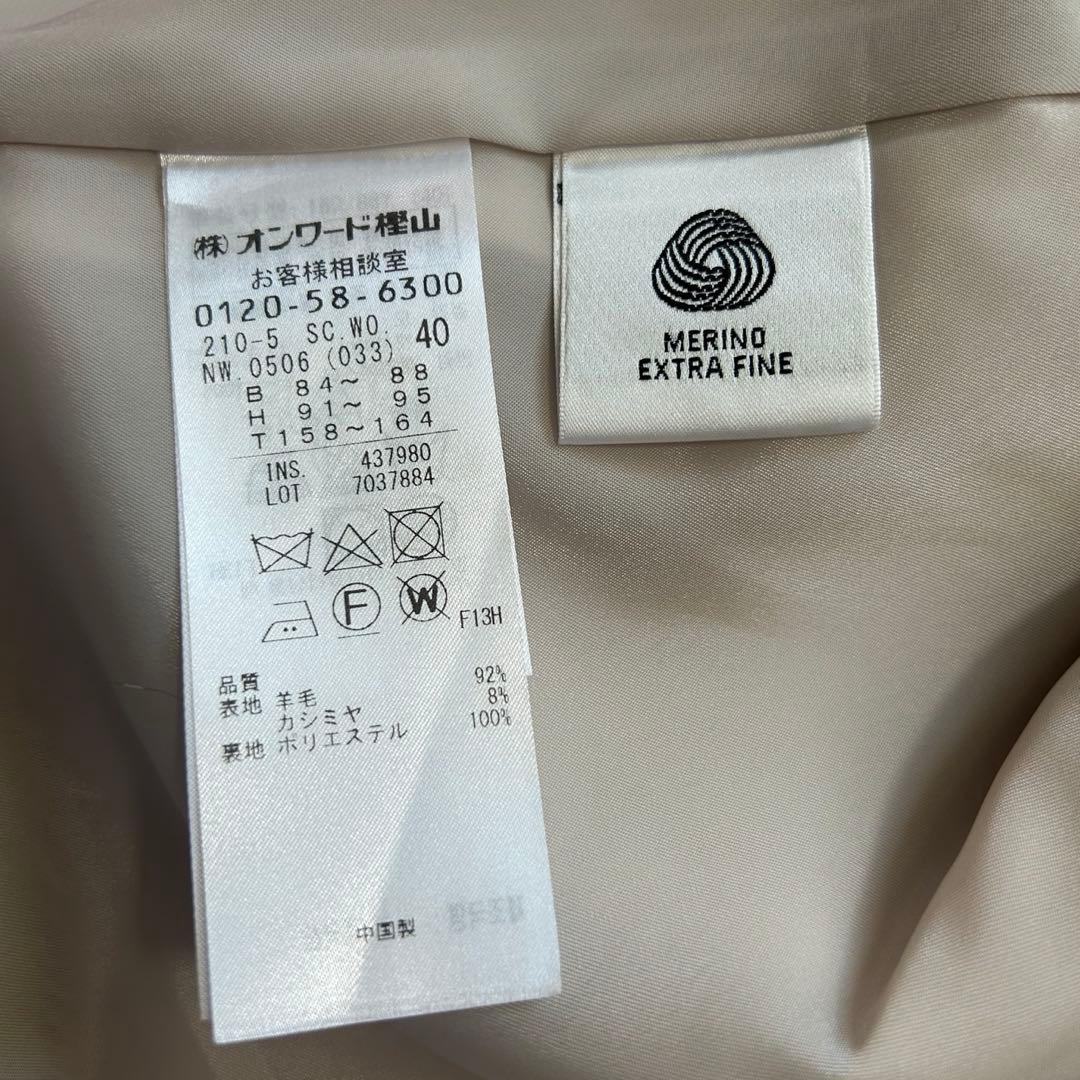 (株)オンワード樫山
お客様相談室
0120-58-6300
210-5 SC.WO. 40
NW.0506 (033)
B 84~ 88
H 91~ 95
T158~164
INS. 437980
LOT 7037884
F W F13H
品質
表地 羊毛 92%
カシミヤ 8%
裏地 ポリエステル 100%
中国製
MERINO
EXTRA FINE